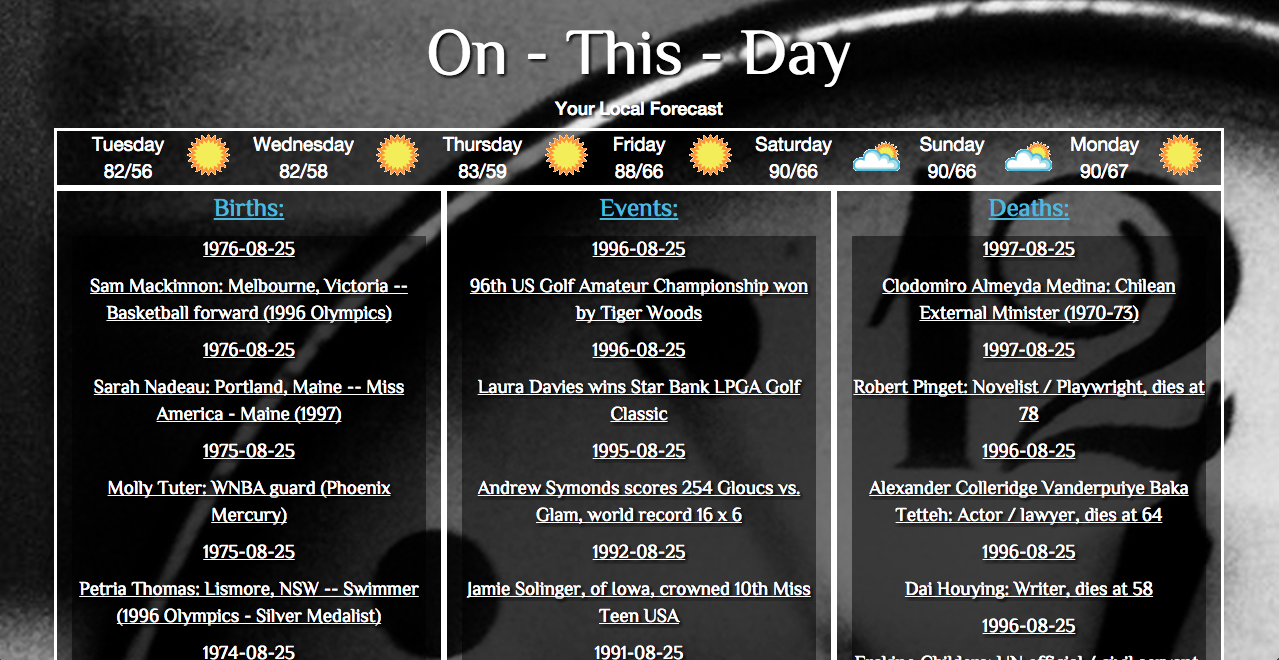 On - This - Day
Your Local Forecast
Tuesday Wednesday Thursday Friday Saturday Sunday Monday
82/56 82/58 83/59 88/66 90/66 90/66 90/67
Births:
1976-08-25
Sam Mackinnon: Melbourne, Victoria --
Basketball forward (1996 Olympics)
1976-08-25
Sarah Nadeau: Portland, Maine -- Miss
America - Maine (1997)
1975-08-25
Molly Tuter: WNBA guard (Phoenix
Mercury)
1975-08-25
Petria Thomas: Lismore, NSW -- Swimmer
(1996 Olympics - Silver Medalist)
1974-08-25
Events:
1996-08-25
96th US Golf Amateur Championship won
by Tiger Woods
1996-08-25
Laura Davies wins Star Bank LPGA Golf
Classic
1995-08-25
Andrew Symonds scores 254 Gloucs vs.
Glam, world record 16 x 6
1992-08-25
Jamie Solinger, of Iowa, crowned 10th Miss
Teen USA
1991-08-25
Deaths:
1997-08-25
Clodomiro Almeyda Medina: Chilean
External Minister (1970-73)
1997-08-25
Robert Pinget: Novelist / Playwright, dies at
78
1996-08-25
Alexander Colleridge Vanderpuiye Baka
Tetteh: Actor / lawyer, dies at 64
1996-08-25
Dai Houying: Writer, dies at 58
1996-08-25
Erskine Childers: UN official / civil servant
12